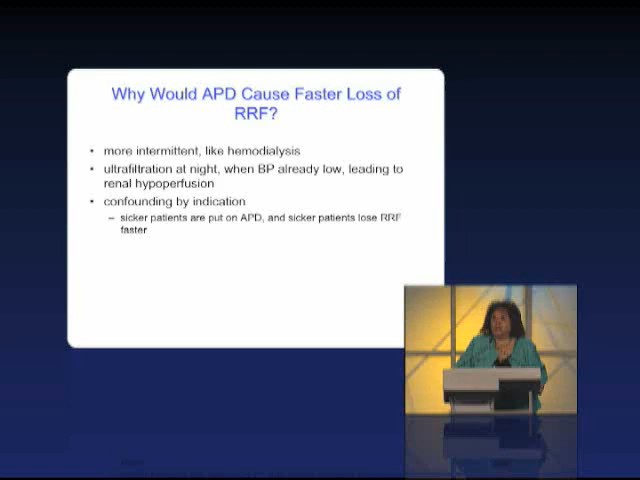 Why Would APD Cause Faster Loss of
RRF?
• more intermittent, like hemodialysis
• ultrafiltration at night, when BP already low, leading to
renal hypoperfusion
• confounding by indication
– sicker patients are put on APD, and sicker patients lose RRF
faster